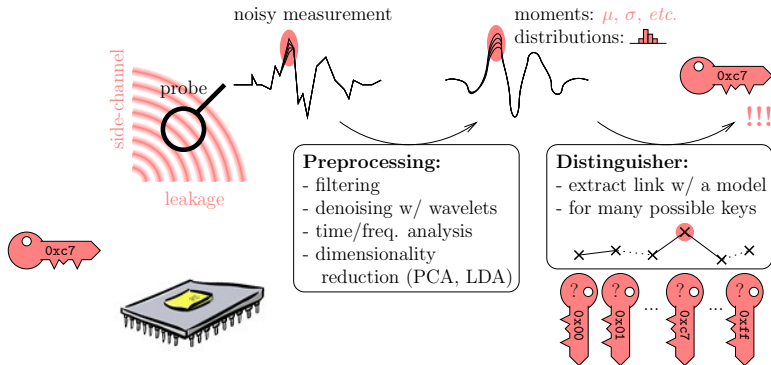 noisy measurement
moments: μ, σ, etc.
distributions:
0xc7
!!!
probe
side-channel
leakage
Preprocessing:
- filtering
- denoising w/ wavelets
- time/freq. analysis
- dimensionality
reduction (PCA, LDA)
Distinguisher:
- extract link w/ a model
- for many possible keys
0xc7
? ? ... ? ... ?
0x00 0x01 0xc7 0xff